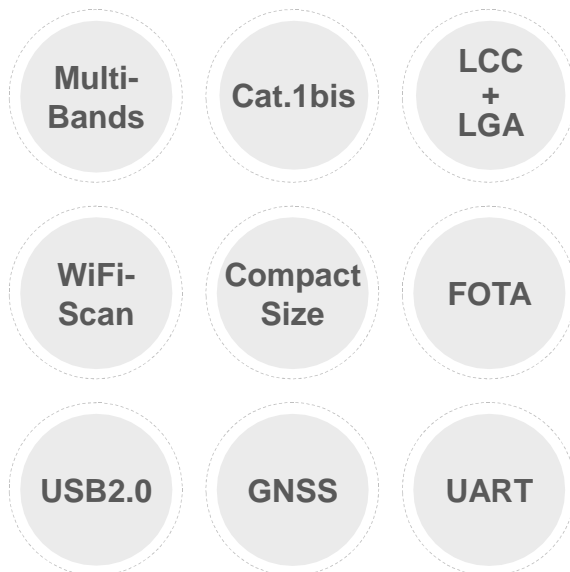 Multi-
Bands
Cat.1bis
LCC
+
LGA
WiFi-
Scan
Compact
Size
FOTA
USB2.0
GNSS
UART